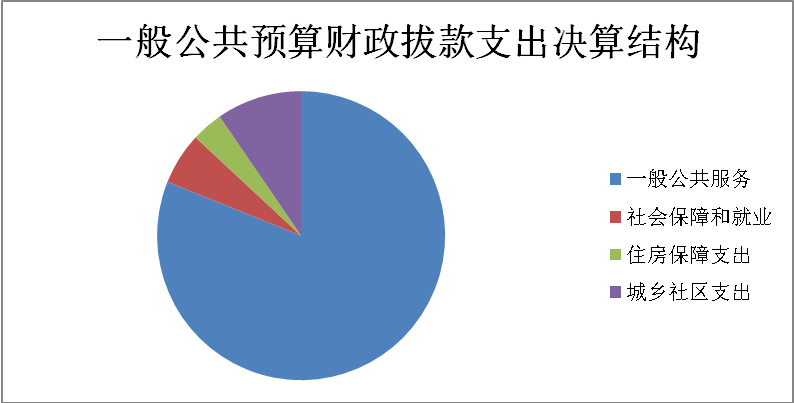 一般公共预算财政拨款支出决算结构
一般公共服务
社会保障和就业
住房保障支出
城乡社区支出